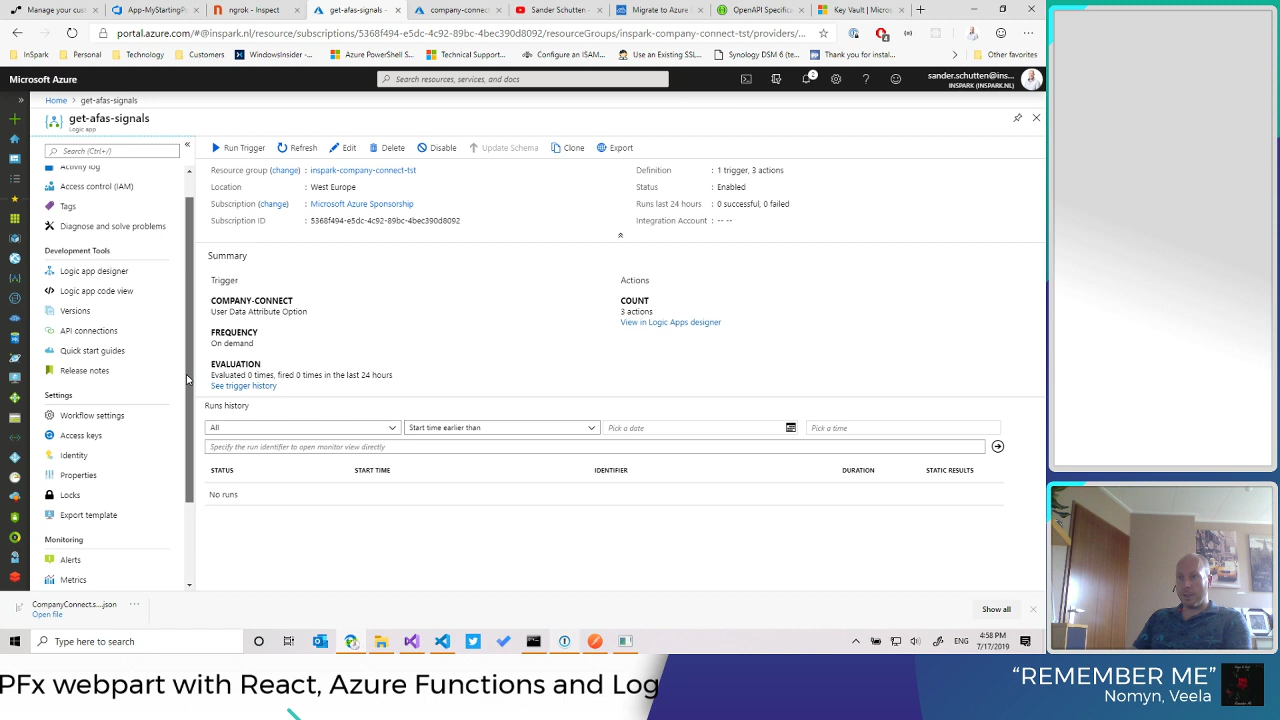 App-MyStartingP
ngrok - Inspect
get-afas-signals -
company-connect
Sander Schutten -
Migrate to Azure
OpenAPI Specifica
Key Vault | Micros
portal.azure.com/#@inspark.nl/resource/subscriptions/5368f494-e5dc-4c92-89bc-4bec390d8092/resourceGroups/inspark-company-connect-tst/providers/...
InSpark
Personal
Technology
Customers
WindowsInsider -...
Azure PowerShell f...
Technical Support...
Configure an ISAM...
Use an Existing SSL...
Synology DSM 6 (te...
Other favorites
Microsoft Azure
Search resources, services, and docs
sander.schutten@ins...
INSPARK (INSPARK.NL)
Home > get-afas-signals
get-afas-signals
Logic app
Search (Ctrl+/)
Activity log
Access control (IAM)
Tags
Diagnose and solve problems
Development Tools
Logic app designer
Logic app code view
Versions
API connections
Quick start guides
Release notes
Settings
Workflow settings
Access keys
Identity
Properties
Locks
Export template
Monitoring
Alerts
Metrics
Run Trigger Refresh Edit Delete Disable Update Schema Clone Export
Resource group (change) : inspark-company-connect-tst
Location : West Europe
Subscription (change) : Microsoft Azure Sponsorship
Subscription ID : 5368f494-e5dc-4c92-89bc-4bec390d8092
Definition : 1 trigger, 3 actions
Status : Enabled
Runs last 24 hours : 0 successful, 0 failed
Integration Account : -- --
Summary
Trigger
COMPANY-CONNECT
User Data Attribute Option
FREQUENCY
On demand
EVALUATION
Evaluated 0 times, fired 0 times in the last 24 hours
See trigger history
Actions
COUNT
3 actions
View in Logic Apps designer
Runs history
All
Start time earlier than
Pick a date
Pick a time
Specify the run identifier to open monitor view directly
STATUS START TIME IDENTIFIER DURATION STATIC RESULTS
No runs
CompanyConnect.s....json
Open file
Show all
Type here to search
ENG
4:58 PM
7/17/2019
PFx webpart with React, Azure Functions and Log
“REMEMBER ME”
Nomyn, Veela